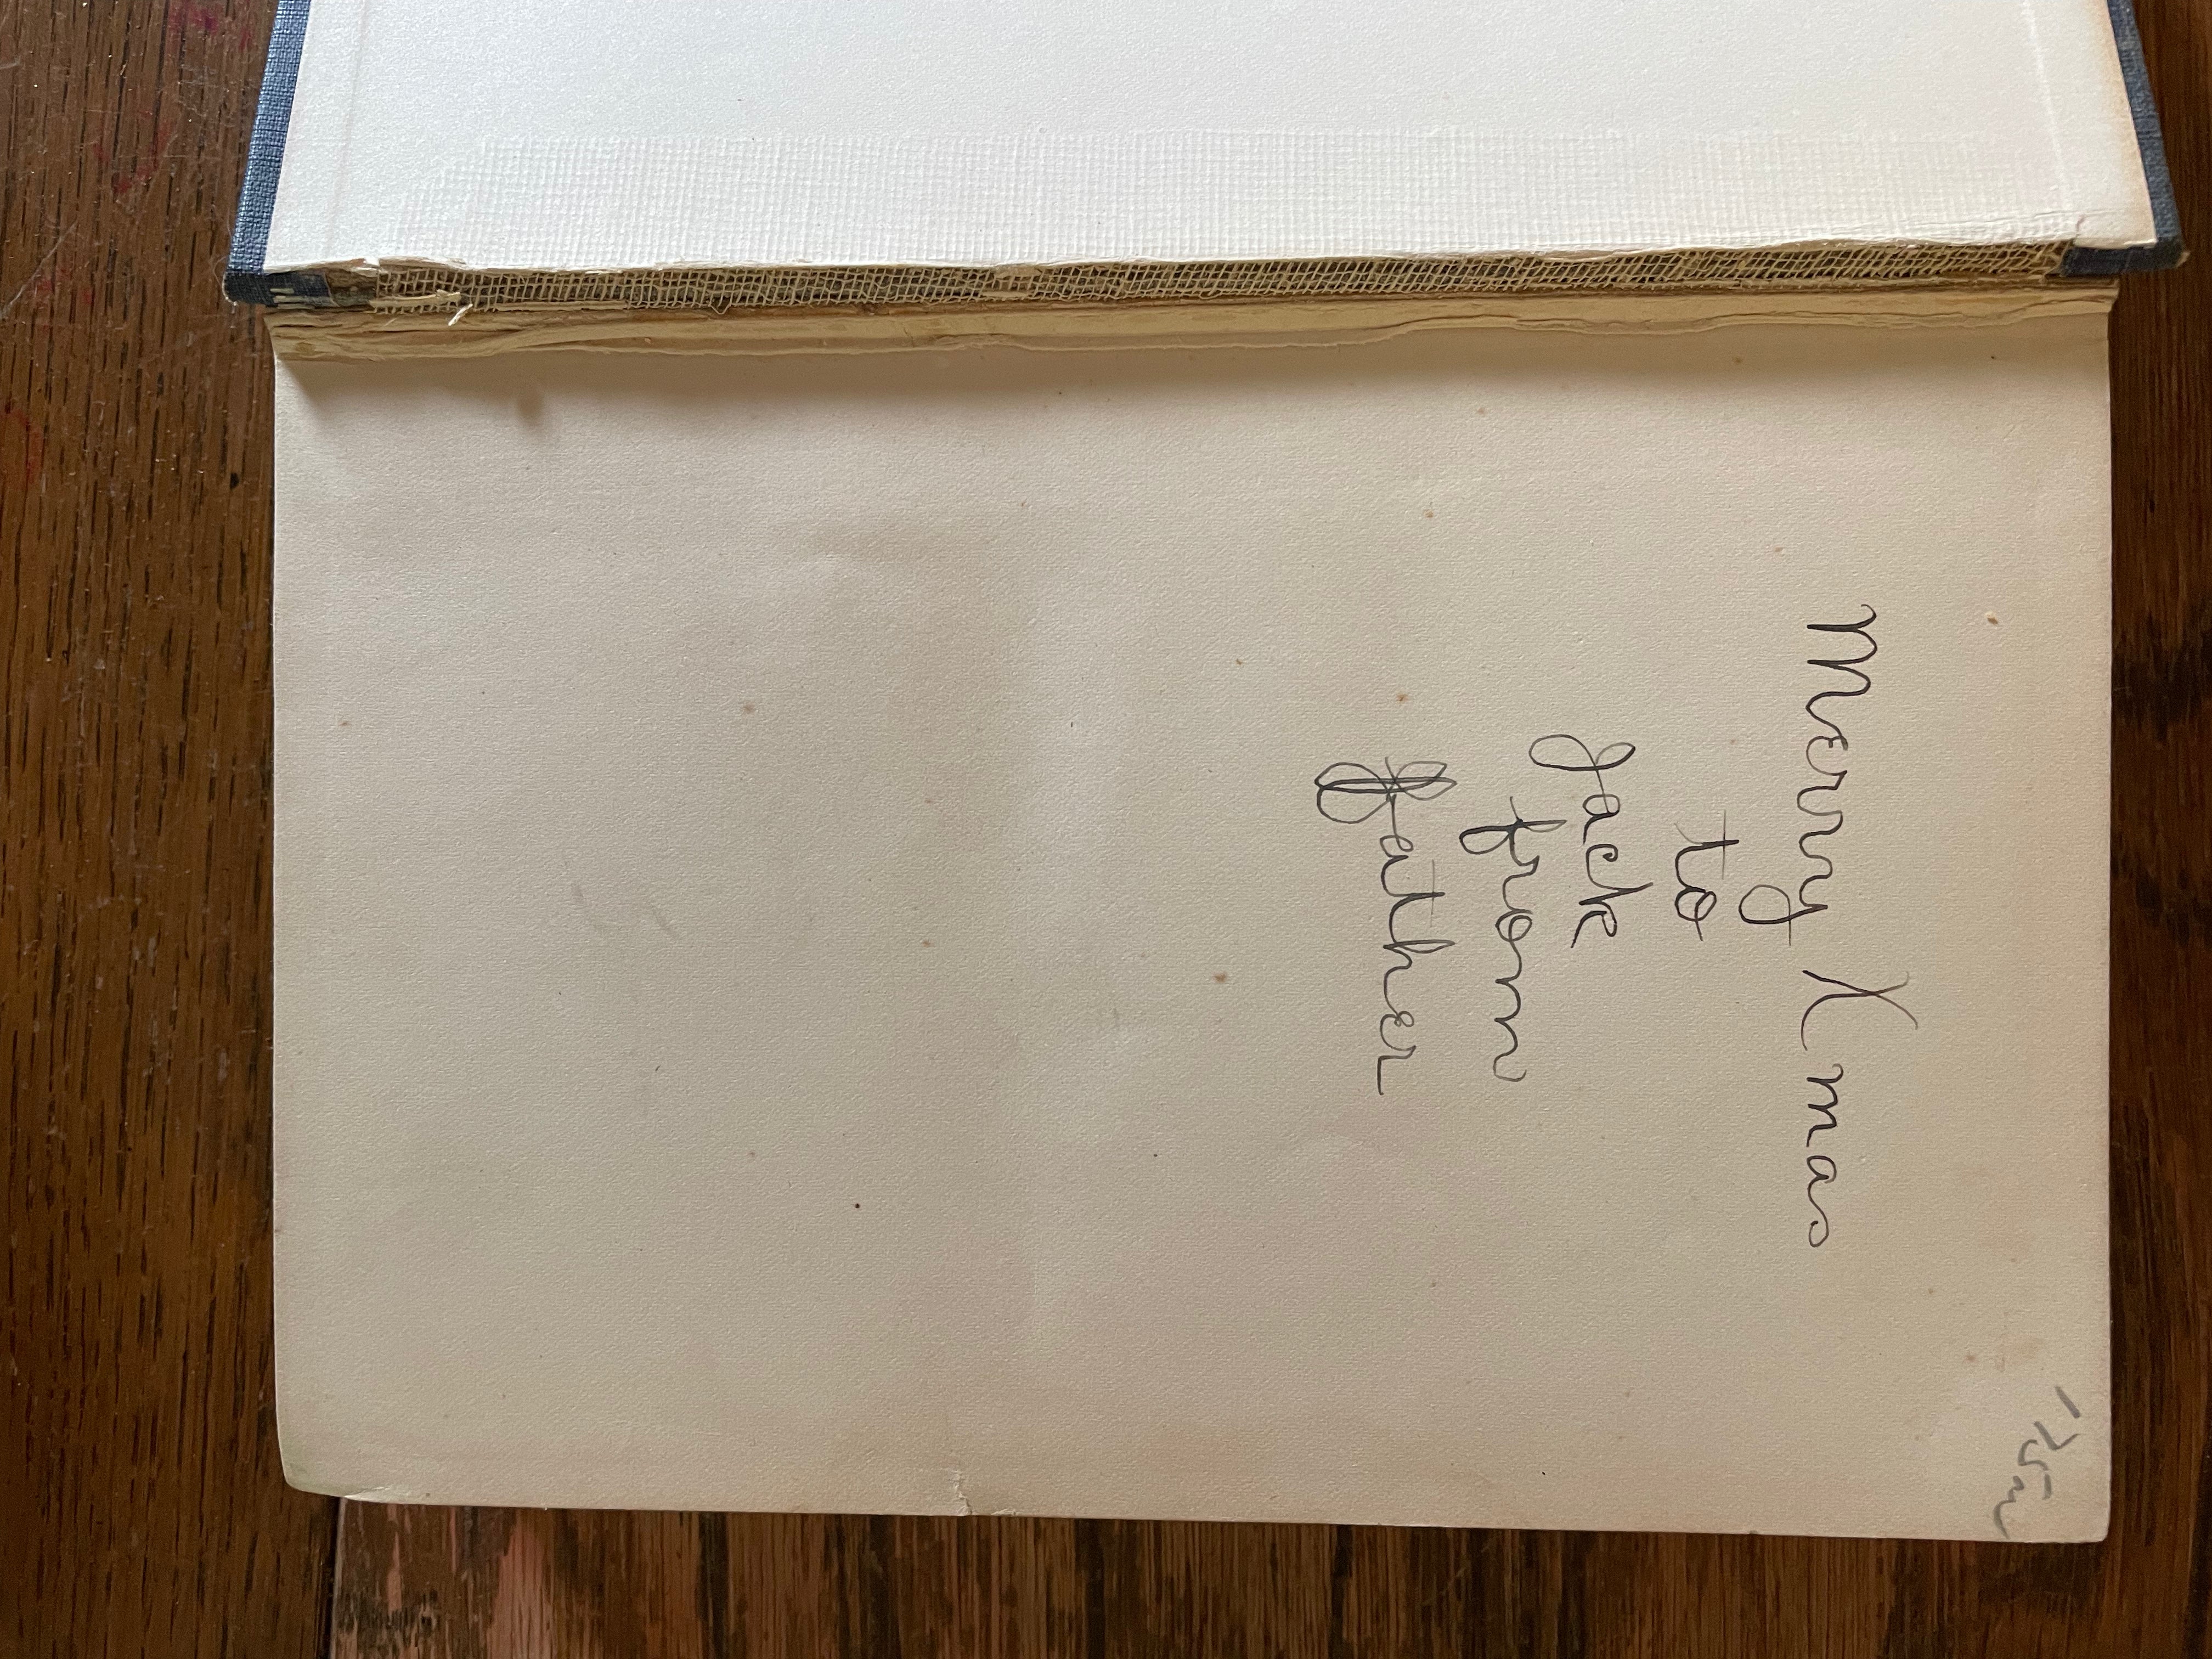 Merry Xmas
to
Jack
from
Father